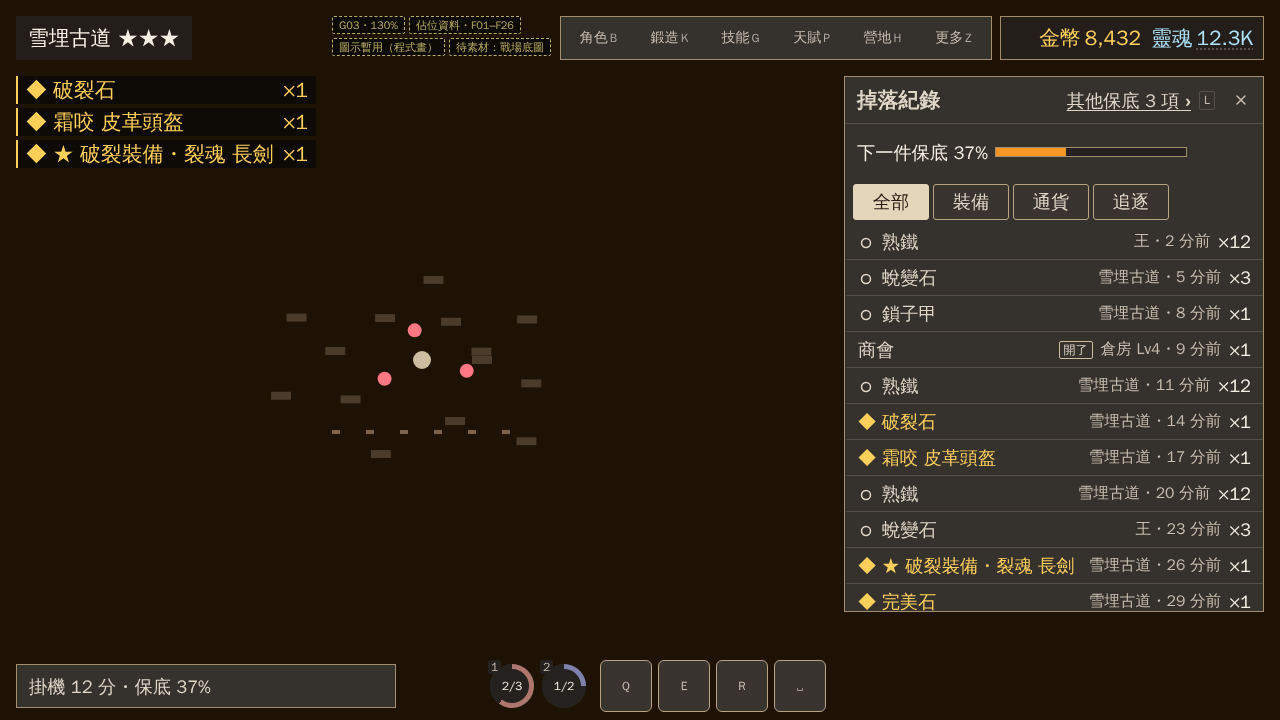 雪埋古道 ★★★
G03・130% 佔位資料・F01–F26
圖示暫用（程式畫） 待素材：戰場底圖
角色B 鍛造K 技能G 天賦P 營地H 更多Z
金幣 8,432 靈魂 12.3K
◆ 破裂石 ×1
◆ 霜咬 皮革頭盔 ×1
◆ ★ 破裂裝備・裂魂 長劍 ×1
掉落紀錄 其他保底 3 項 › L ×
下一件保底 37%
全部 裝備 通貨 追逐
熟鐵 王・2 分前 ×12
蛻變石 雪埋古道・5 分前 ×3
鎖子甲 雪埋古道・8 分前 ×1
商會 開了 倉房 Lv4・9 分前 ×1
熟鐵 雪埋古道・11 分前 ×12
◆ 破裂石 雪埋古道・14 分前 ×1
◆ 霜咬 皮革頭盔 雪埋古道・17 分前 ×1
熟鐵 雪埋古道・20 分前 ×12
蛻變石 王・23 分前 ×3
◆ ★ 破裂裝備・裂魂 長劍 雪埋古道・26 分前 ×1
◆ 完美石 雪埋古道・29 分前 ×1
掛機 12 分・保底 37%
1 2/3 2 1/2 Q E R ⎵